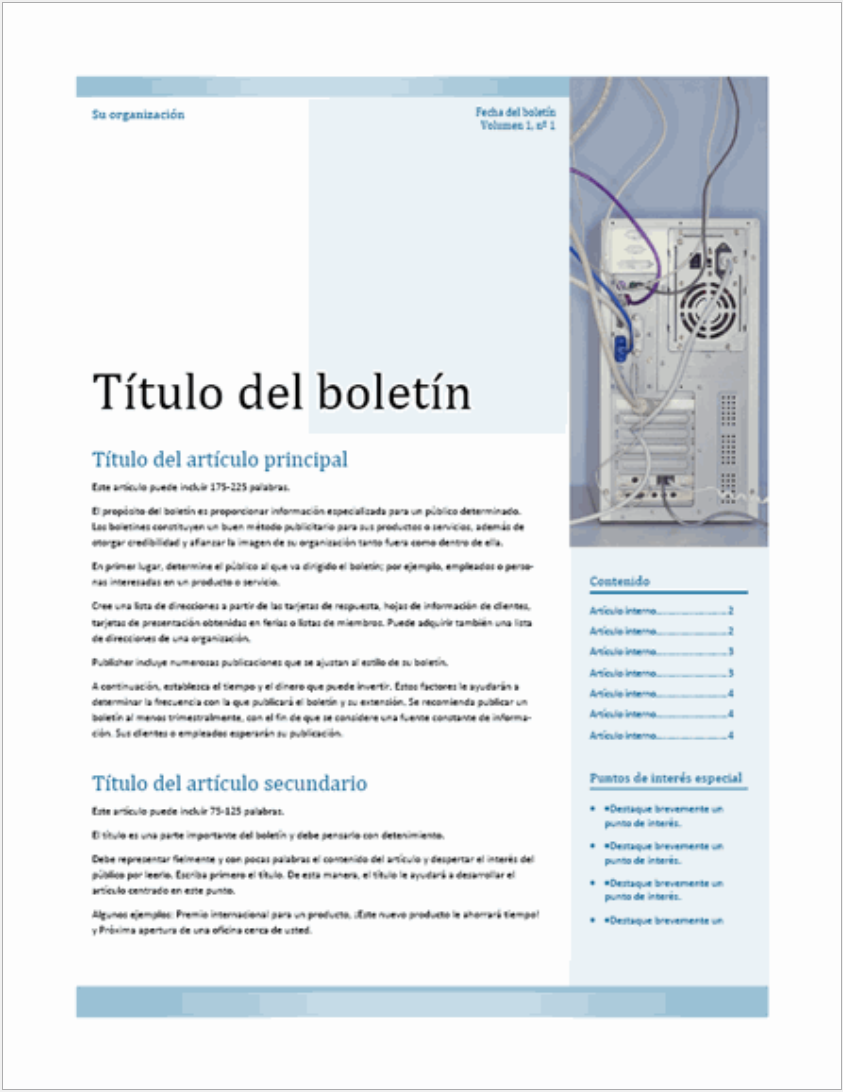 Su organización
Fecha del boletín
Volumen 1, nº 1
Título del boletín
Título del artículo principal
Este artículo puede incluir 175-225 palabras.
El propósito del boletín es proporcionar información especializada para un público determinado.
Los boletines constituyen un buen método publicitario para sus productos o servicios, además de
otorgar credibilidad y afianzar la imagen de su organización tanto fuera como dentro de ella.
En primer lugar, determine el público al que va dirigido el boletín; por ejemplo, empleados o perso-
nas interesadas en un producto o servicio.
Cree una lista de direcciones a partir de las tarjetas de respuesta, hojas de información de clientes,
tarjetas de presentación obtenidas en ferias o listas de miembros. Puede adquirir también una lista
de direcciones de una organización.
Publisher incluye numerosas publicaciones que se ajustan al estilo de su boletín.
A continuación, establezca el tiempo y el dinero que puede invertir. Estos factores le ayudarán a
determinar la frecuencia con la que publicará el boletín y su extensión. Se recomienda publicar un
boletín al menos trimestralmente, con el fin de que se considere una fuente constante de informa-
ción. Sus clientes o empleados esperarán su publicación.
Título del artículo secundario
Este artículo puede incluir 75-125 palabras.
El título es una parte importante del boletín y debe pensarlo con detenimiento.
Debe representar fielmente y con pocas palabras el contenido del artículo y despertar el interés del
público por leerlo. Escriba primero el título. De esta manera, el título le ayudará a desarrollar el
artículo centrado en este punto.
Algunos ejemplos: Premio internacional para un producto, ¡Este nuevo producto le ahorrará tiempo!
y Próxima apertura de una oficina cerca de usted.
Contenido
Artículo interno........................2
Artículo interno........................2
Artículo interno........................3
Artículo interno........................3
Artículo interno........................4
Artículo interno........................4
Artículo interno........................4
Puntos de interés especial
• •Destaque brevemente un
punto de interés.
• •Destaque brevemente un
punto de interés.
• •Destaque brevemente un
punto de interés.
• •Destaque brevemente un